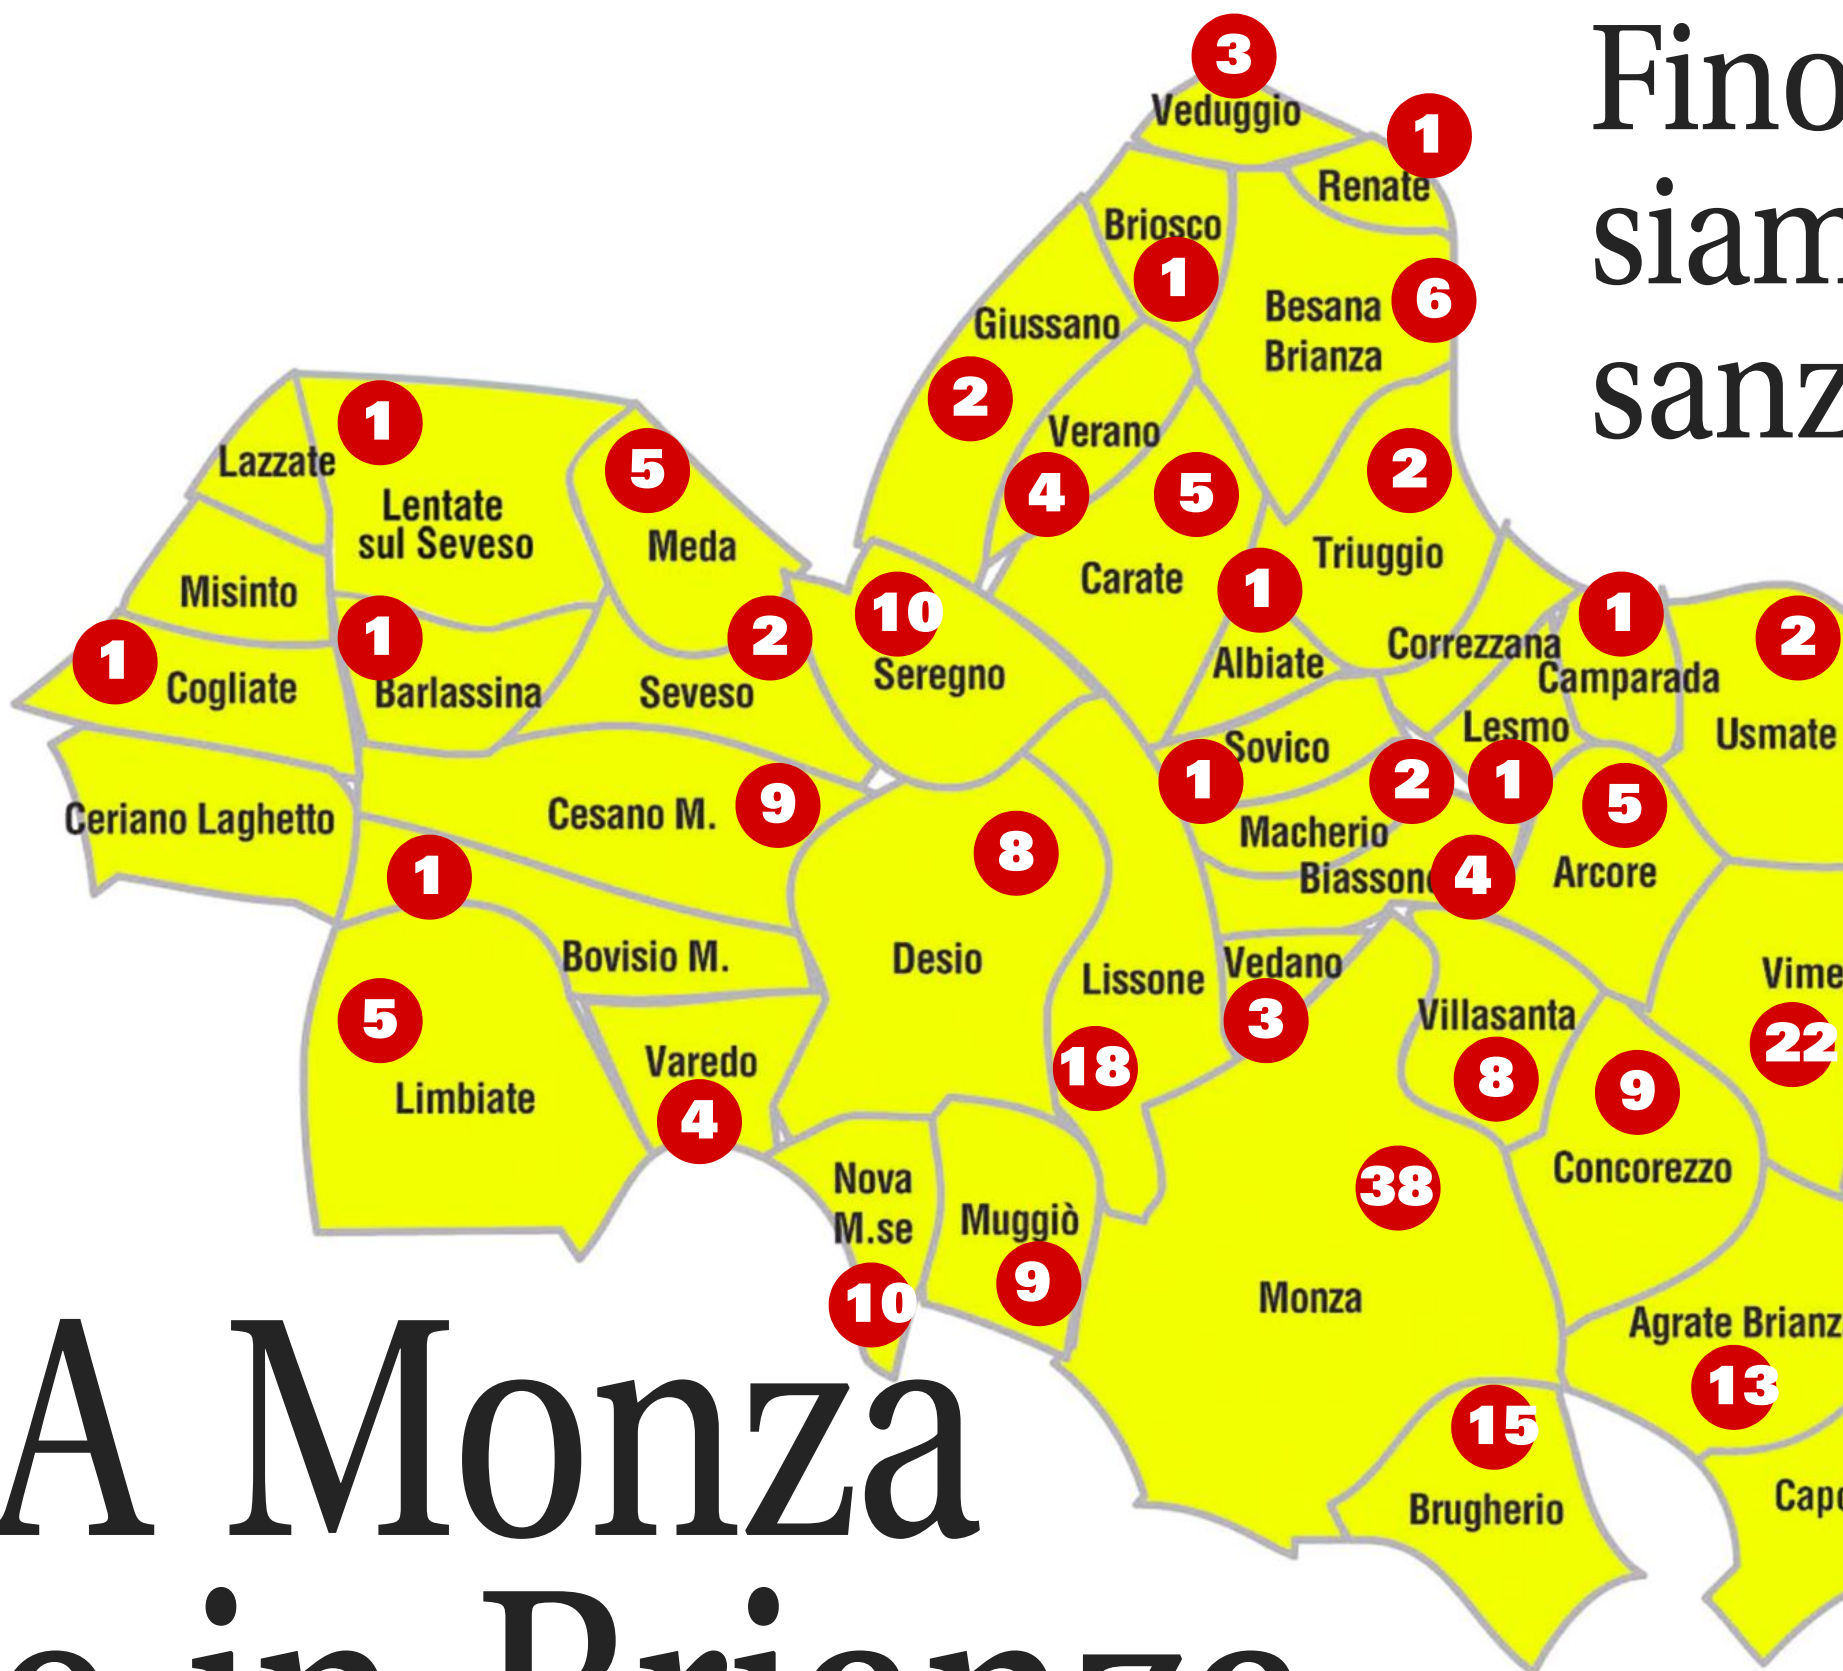 3
Veduggio
1
Renate
Briosco
1
Besana
Brianza
6
Giussano
2
Verano
4
5
Carate
2
Triuggio
1
Albiate
Correzzana
1
Camparada
2
Usmate
Lazzate
1
Lentate
sul Seveso
5
Meda
Misinto
1
Cogliate
1
Barlassina
2
Seveso
10
Seregno
Lesmo
1
Sovico
1
2
Macherio
Biasson
4
5
Arcore
Ceriano Laghetto
Cesano M.
9
8
Desio
1
Bovisio M.
5
Limbiate
Varedo
4
Lissone
18
Vedano
3
Villasanta
8
9
Concorezzo
Vime
22
Nova
M.se
10
Muggiò
9
38
Monza
Agrate Brianz
13
15
Brugherio
Capo
Fino
siam
sanz
A Monza
e in Brianza